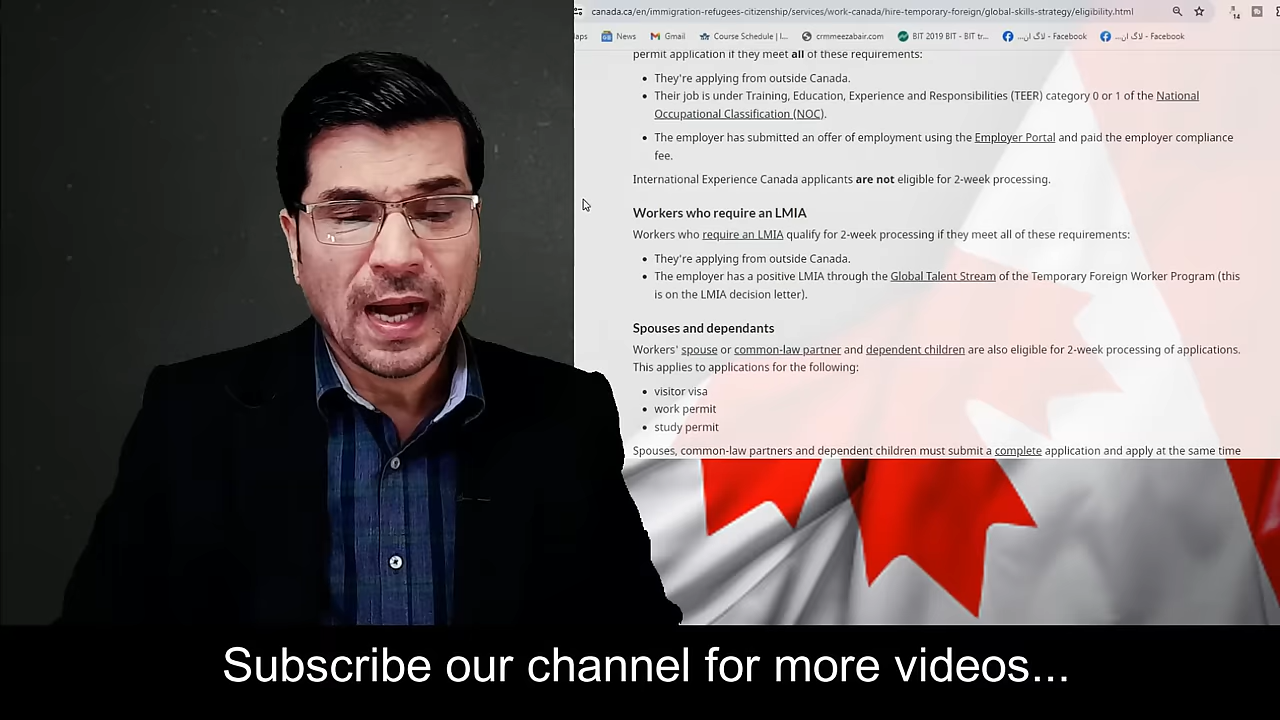 canada.ca/en/immigration-refugees-citizenship/services/work-canada/hire-temporary-foreign/global-skills-strategy/eligibility.html
14
aps News Gmail Course Schedule | I... crmmeezabair.com BIT 2019 BIT - BIT tr... لاگ ان... - Facebook لاگ ان... - Facebook
permit application if they meet all of these requirements:
• They're applying from outside Canada.
• Their job is under Training, Education, Experience and Responsibilities (TEER) category 0 or 1 of the National
Occupational Classification (NOC).
• The employer has submitted an offer of employment using the Employer Portal and paid the employer compliance
fee.
International Experience Canada applicants are not eligible for 2-week processing.
Workers who require an LMIA
Workers who require an LMIA qualify for 2-week processing if they meet all of these requirements:
• They're applying from outside Canada.
• The employer has a positive LMIA through the Global Talent Stream of the Temporary Foreign Worker Program (this
is on the LMIA decision letter).
Spouses and dependants
Workers' spouse or common-law partner and dependent children are also eligible for 2-week processing of applications.
This applies to applications for the following:
• visitor visa
• work permit
• study permit
Spouses, common-law partners and dependent children must submit a complete application and apply at the same time
Subscribe our channel for more videos...